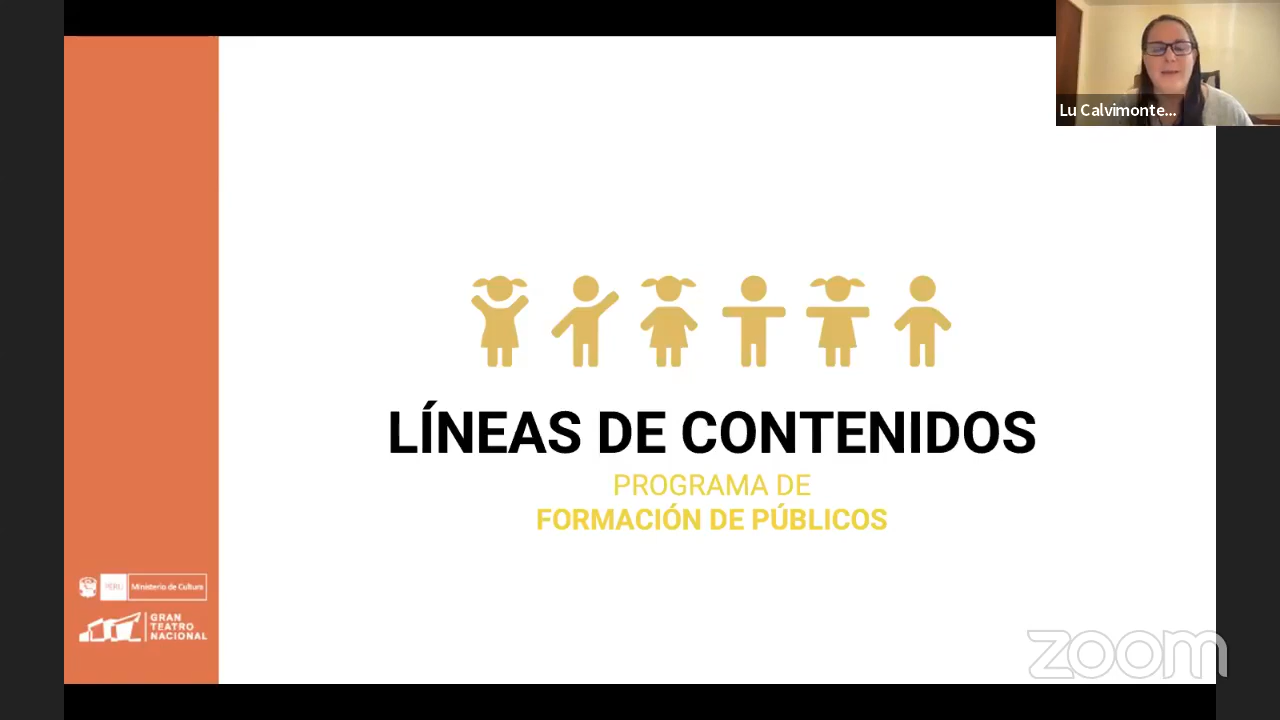 Lu Calvimonte...
LÍNEAS DE CONTENIDOS
PROGRAMA DE
FORMACIÓN DE PÚBLICOS
PERÚ
Ministerio de Cultura
GRAN
TEATRO
NACIONAL
zoom